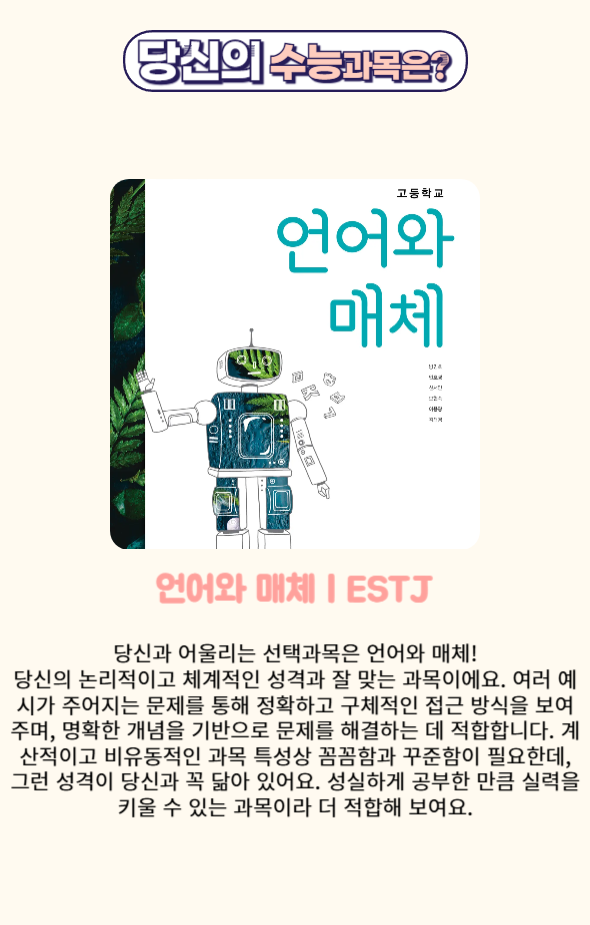 당신의 수능과목은?
고등학교
언어와
매체
언어와 매체 | ESTJ
당신과 어울리는 선택과목은 언어와 매체!
당신의 논리적이고 체계적인 성격과 잘 맞는 과목이에요. 여러 예
시가 주어지는 문제를 통해 정확하고 구체적인 접근 방식을 보여
주며, 명확한 개념을 기반으로 문제를 해결하는 데 적합합니다. 계
산적이고 비유동적인 과목 특성상 꼼꼼함과 꾸준함이 필요한데,
그런 성격이 당신과 꼭 닮아 있어요. 성실하게 공부한 만큼 실력을
키울 수 있는 과목이라 더 적합해 보여요.